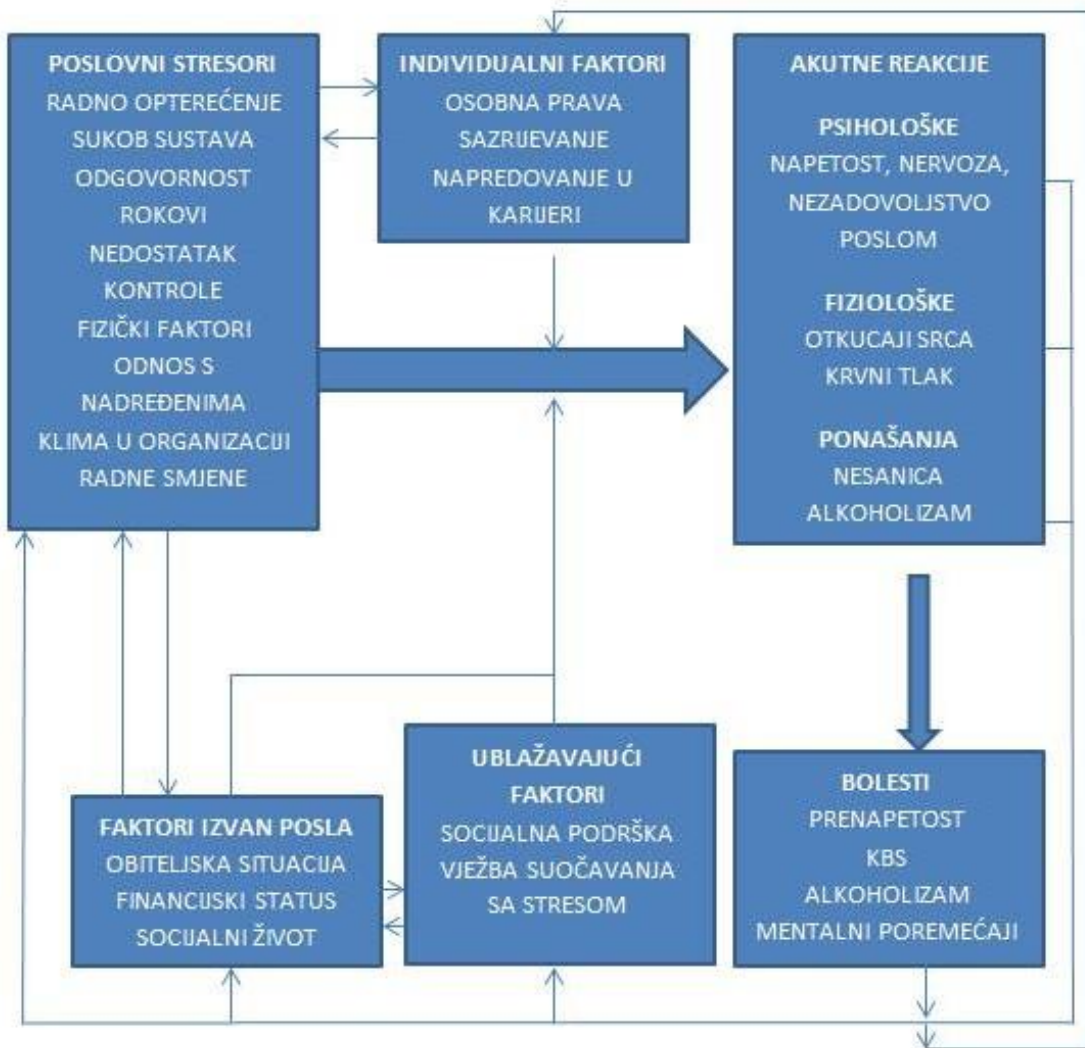 POSLOVNI STRESORI
RADNO OPTEREĆENJE
SUKOB SUSTAVA
ODGOVORNOST
ROKOVI
NEDOSTATAK
KONTROLE
FIZIČKI FAKTORI
ODNOS S
NADREĐENIMA
KLIMA U ORGANIZACIJI
RADNE SMJENE
INDIVIDUALNI FAKTORI
OSOBNA PRAVA
SAZRIJEVANJE
NAPREDOVANJE U
KARIJERI
AKUTNE REAKCIJE
PSIHOLOŠKE
NAPETOST, NERVOZA,
NEZADOVOLJSTVO
POSLOM
FIZIOLOŠKE
OTKUCAJI SRCA
KRVNI TLAK
PONAŠANJA
NESANICA
ALKOHOLIZAM
FAKTORI IZVAN POSLA
OBITELJSKA SITUACIJA
FINANCIJSKI STATUS
SOCIJALNI ŽIVOT
UBLAŽAVAJUĆI
FAKTORI
SOCIJALNA PODRŠKA
VJEŽBA SUOČAVANJA
SA STRESOM
BOLESTI
PRENAPETOST
KBS
ALKOHOLIZAM
MENTALNI POREMEĆAJI